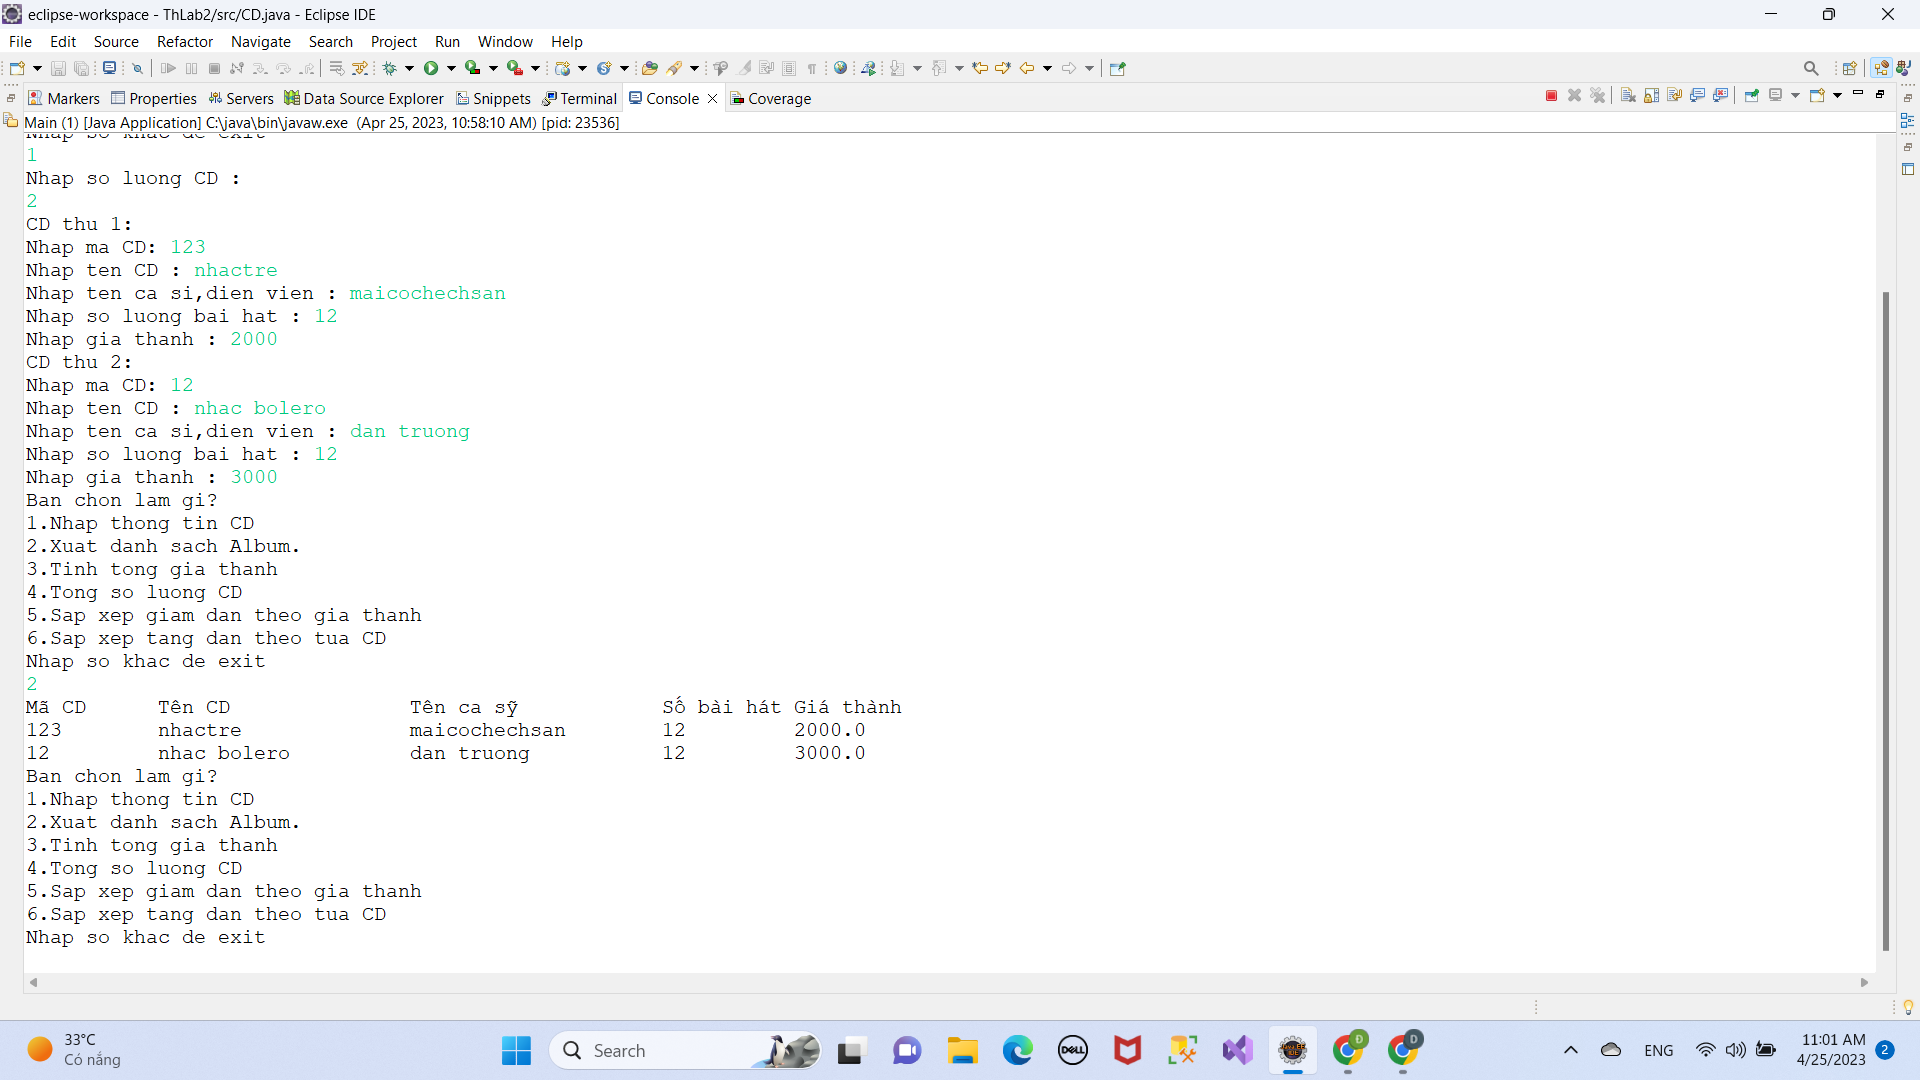 eclipse-workspace - ThLab2/src/CD.java - Eclipse IDE
File Edit Source Refactor Navigate Search Project Run Window Help
Markers Properties Servers Data Source Explorer Snippets Terminal Console Coverage
Main (1) [Java Application] C:\java\bin\javaw.exe (Apr 25, 2023, 10:58:10 AM) [pid: 23536]
Nhap so khac de exit
1
Nhap so luong CD :
2
CD thu 1:
Nhap ma CD: 123
Nhap ten CD : nhactre
Nhap ten ca si,dien vien : maicochechsan
Nhap so luong bai hat : 12
Nhap gia thanh : 2000
CD thu 2:
Nhap ma CD: 12
Nhap ten CD : nhac bolero
Nhap ten ca si,dien vien : dan truong
Nhap so luong bai hat : 12
Nhap gia thanh : 3000
Ban chon lam gi?
1.Nhap thong tin CD
2.Xuat danh sach Album.
3.Tinh tong gia thanh
4.Tong so luong CD
5.Sap xep giam dan theo gia thanh
6.Sap xep tang dan theo tua CD
Nhap so khac de exit
2
Mã CD Tên CD Tên ca sỹ Số bài hát Giá thành
123 nhactre maicochechsan 12 2000.0
12 nhac bolero dan truong 12 3000.0
Ban chon lam gi?
1.Nhap thong tin CD
2.Xuat danh sach Album.
3.Tinh tong gia thanh
4.Tong so luong CD
5.Sap xep giam dan theo gia thanh
6.Sap xep tang dan theo tua CD
Nhap so khac de exit
33°C
Có nắng
Search
DELL
Đ
D
ENG
11:01 AM
4/25/2023
2